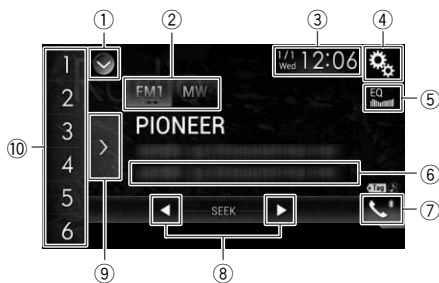 ① ② ③ ④
1 1/1 Wed 12:06
2 FM1 MW EQ ⑤
3 PIONEER
⑩ 4 ⑥
5 Tag
6 SEEK ⑦
⑨ ⑧